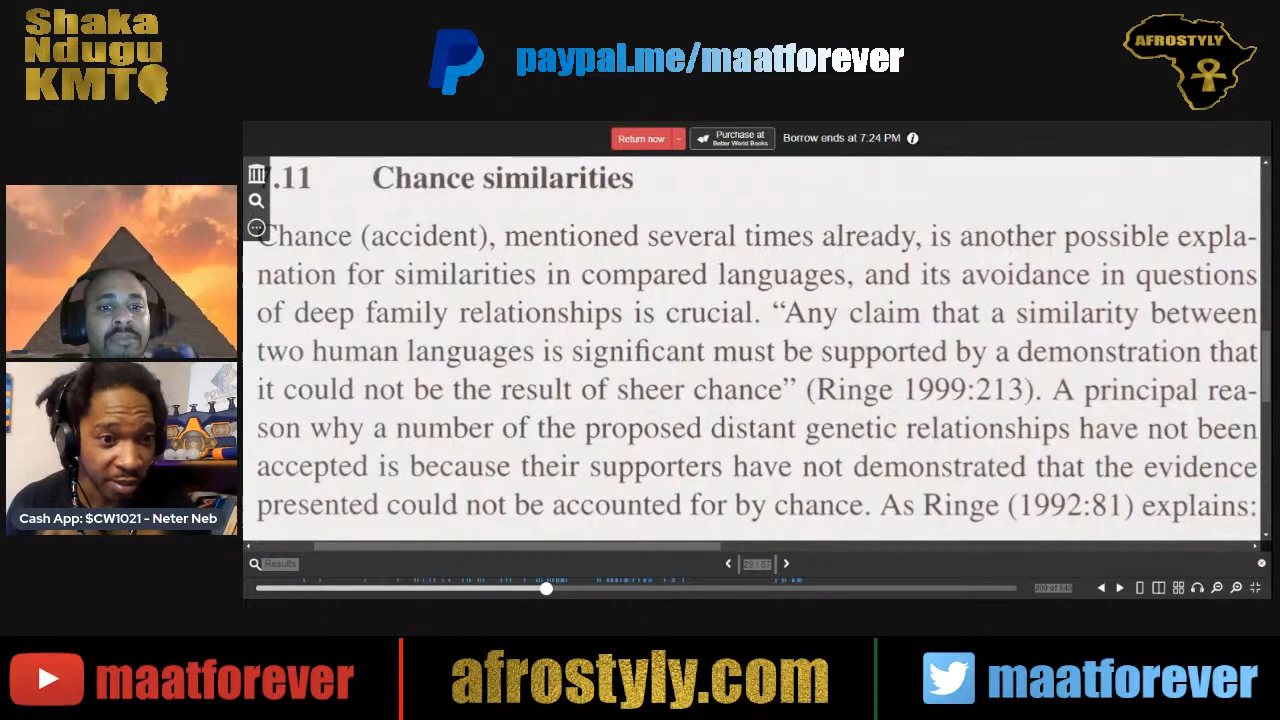 Shaka
Ndugu
KMT
paypal.me/maatforever
AFROSTYLY
Return now
Purchase at
Better World Books
Borrow ends at 7:24 PM
.11 Chance similarities
Chance (accident), mentioned several times already, is another possible expla-
nation for similarities in compared languages, and its avoidance in questions
of deep family relationships is crucial. “Any claim that a similarity between
two human languages is significant must be supported by a demonstration that
it could not be the result of sheer chance” (Ringe 1999:213). A principal rea-
son why a number of the proposed distant genetic relationships have not been
accepted is because their supporters have not demonstrated that the evidence
presented could not be accounted for by chance. As Ringe (1992:81) explains:
Cash App: $CW1021 - Neter Neb
Results
maatforever
afrostyly.com
maatforever